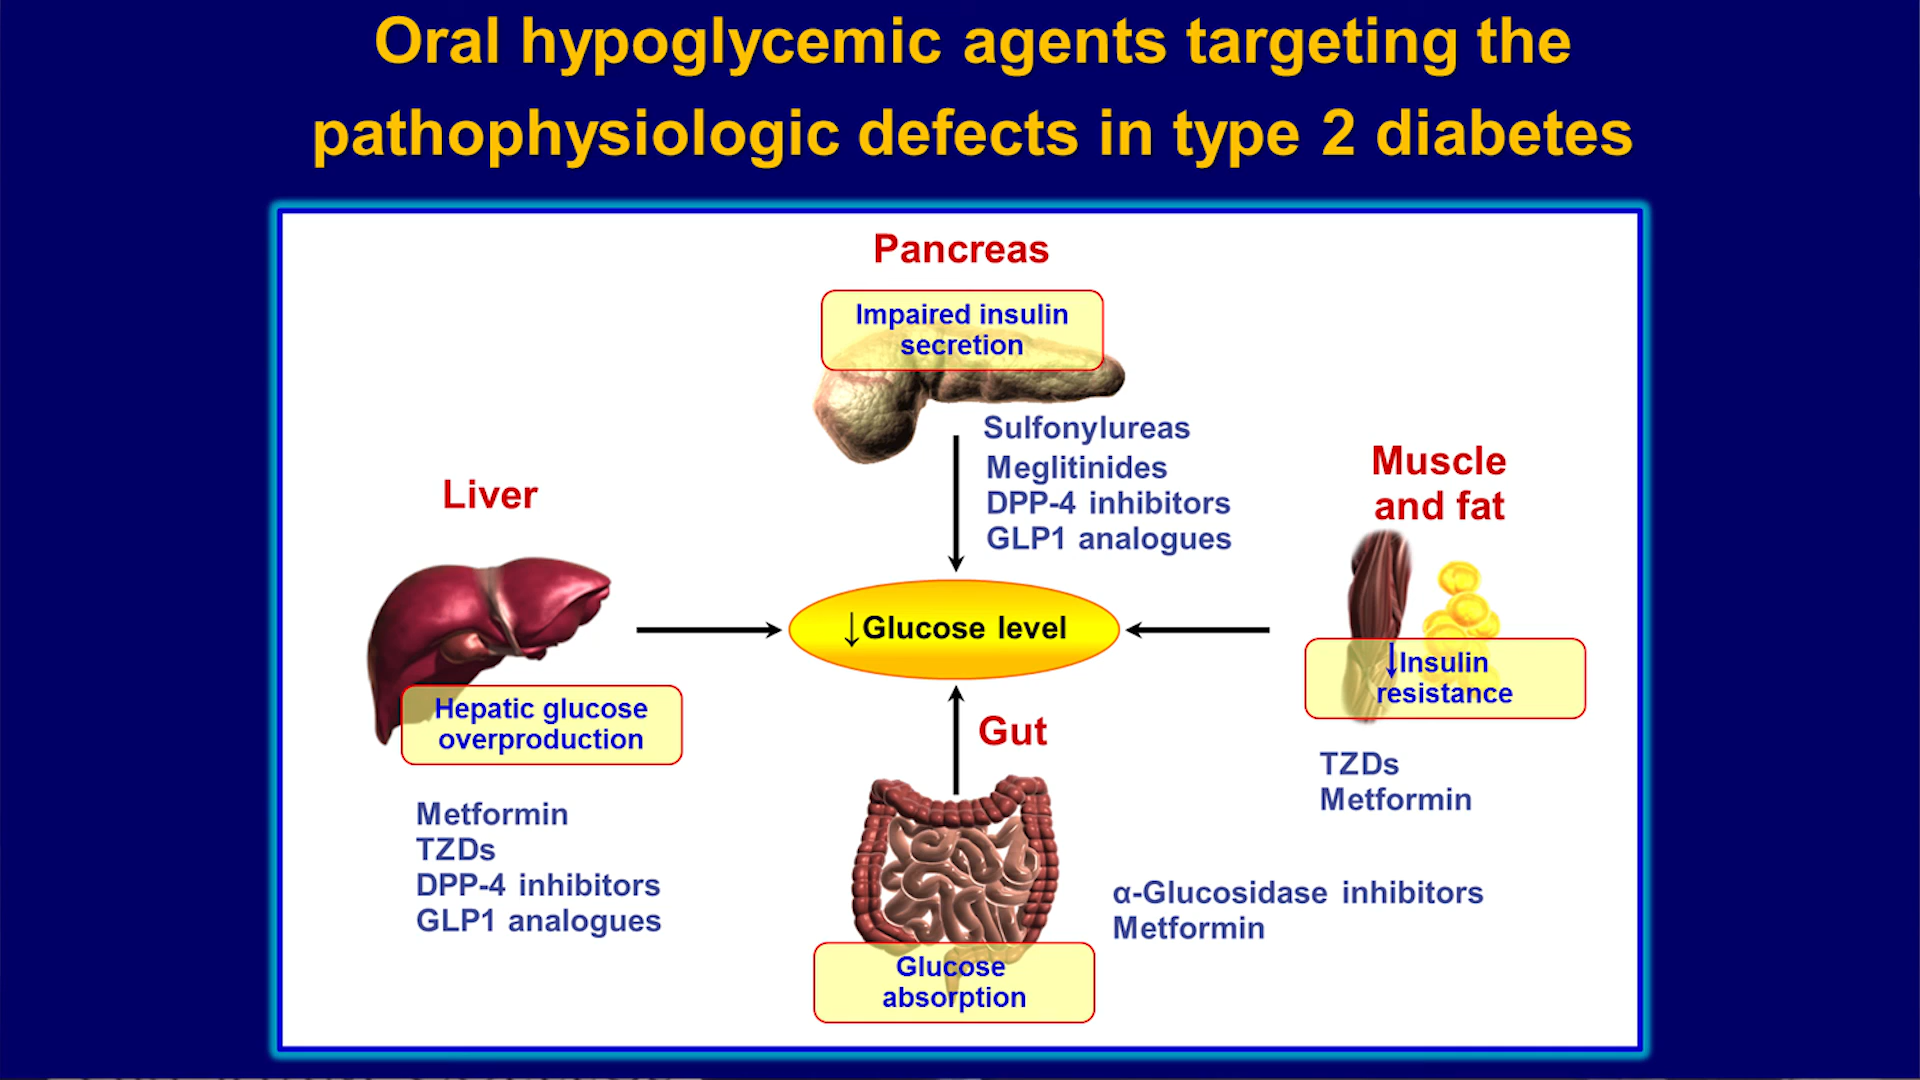 Oral hypoglycemic agents targeting the
pathophysiologic defects in type 2 diabetes
Pancreas
Impaired insulin
secretion
Sulfonylureas
Meglitinides
DPP-4 inhibitors
GLP1 analogues
Liver
Hepatic glucose
overproduction
Metformin
TZDs
DPP-4 inhibitors
GLP1 analogues
↓Glucose level
Muscle
and fat
↓Insulin
resistance
TZDs
Metformin
Gut
Glucose
absorption
α-Glucosidase inhibitors
Metformin